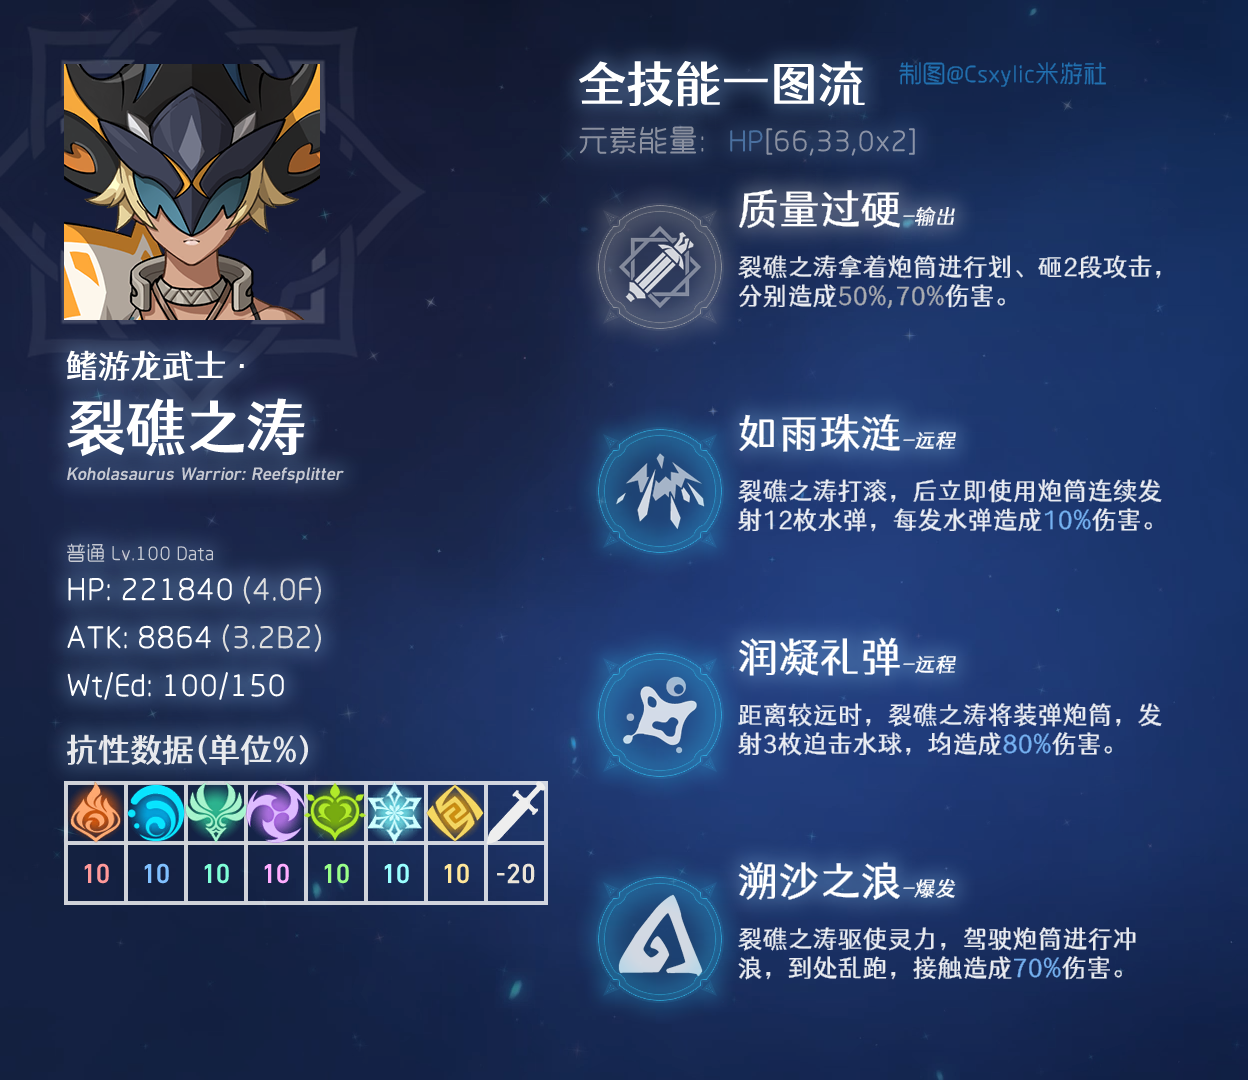 全技能一图流
制图@Csxylic米游社
元素能量: HP[66,33,0x2]
鳍游龙武士·
裂礁之涛
Koholasaurus Warrior: Reefsplitter
普通 Lv.100 Data
HP: 221840 (4.0F)
ATK: 8864 (3.2B2)
Wt/Ed: 100/150
抗性数据(单位%)
10 10 10 10 10 10 10 -20
质量过硬-输出
裂礁之涛拿着炮筒进行划、砸2段攻击，
分别造成50%,70%伤害。
如雨珠涟-远程
裂礁之涛打滚，后立即使用炮筒连续发
射12枚水弹，每发水弹造成10%伤害。
润凝礼弹-远程
距离较远时，裂礁之涛将装弹炮筒，发
射3枚迫击水球，均造成80%伤害。
溯沙之浪-爆发
裂礁之涛驱使灵力，驾驶炮筒进行冲
浪，到处乱跑，接触造成70%伤害。